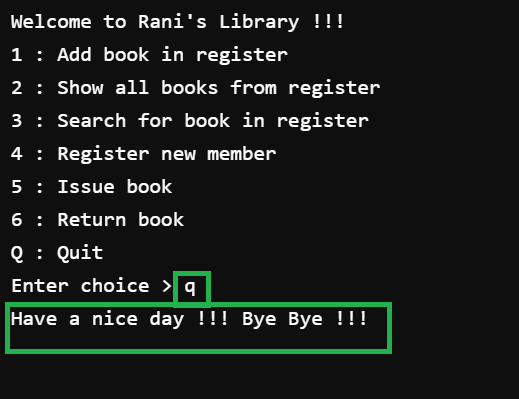 Welcome to Rani's Library !!!
1 : Add book in register
2 : Show all books from register
3 : Search for book in register
4 : Register new member
5 : Issue book
6 : Return book
Q : Quit
Enter choice > q
Have a nice day !!! Bye Bye !!!